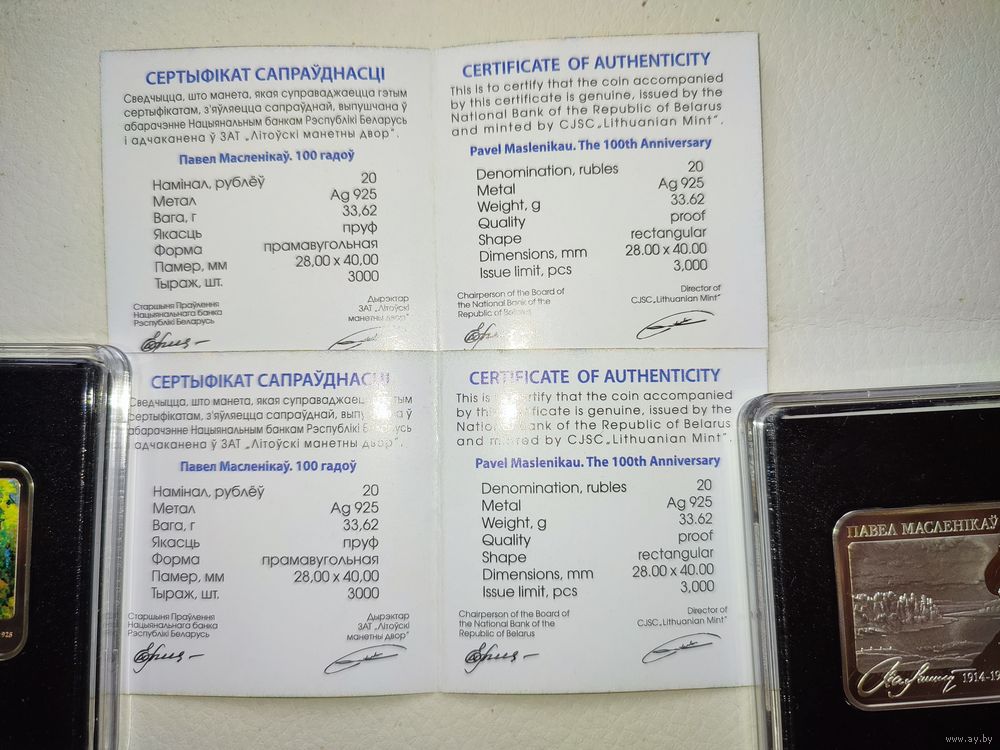 СЕРТЫФІКАТ САПРАЎДНАСЦІ
Сведчыцца, што манета, якая суправаджаецца гэтым
сертыфікатам, з'яўляецца сапраўднай, выпушчана ў
абарачэнне Нацыянальным банкам Рэспублікі Беларусь
і адчаканена ў ЗАТ „Літоўскі манетны двор".
Павел Масленікаў. 100 гадоў
Намінал, рублёў 20
Метал Ag 925
Вага, г 33,62
Якасць пруф
Форма прамавугольная
Памер, мм 28,00 x 40,00
Тыраж, шт. 3000
Старшыня Праўлення
Нацыянальнага банка
Рэспублікі Беларусь
Дырэктар
ЗАТ „Літоўскі
манетны двор"
CERTIFICATE OF AUTHENTICITY
This is to certify that the coin accompanied
by this certificate is genuine, issued by the
National Bank of the Republic of Belarus
and minted by CJSC„Lithuanian Mint".
Pavel Maslenikau. The 100th Anniversary
Denomination, rubles 20
Metal Ag 925
Weight, g 33.62
Quality proof
Shape rectangular
Dimensions, mm 28.00 x 40.00
Issue limit, pcs 3,000
Chairperson of the Board of
the National Bank of the
Republic of Belarus
Director of
CJSC„Lithuanian Mint"
СЕРТЫФІКАТ САПРАЎДНАСЦІ
Сведчыцца, што манета, якая суправаджаецца гэтым
сертыфікатам, з'яўляецца сапраўднай, выпушчана ў
абарачэнне Нацыянальным банкам Рэспублікі Беларусь
адчаканена ў ЗАТ „Літоўскі манетны двор".
Павел Масленікаў. 100 гадоў
Намінал, рублёў 20
Метал Ag 925
Вага, г 33,62
Якасць пруф
Форма прамавугольная
Памер, мм 28,00 x 40,00
Тыраж, шт. 3000
Старшыня Праўлення
Нацыянальнага банка
Рэспублікі Беларусь
Дырэктар
ЗАТ „Літоўскі
манетны двор"
CERTIFICATE OF AUTHENTICITY
This is to certify that the coin accompanied
by this certificate is genuine, issued by the
National Bank of the Republic of Belarus
and minted by CJSC„Lithuanian Mint".
Pavel Maslenikau. The 100th Anniversary
Denomination, rubles 20
Metal Ag 925
Weight, g 33.62
Quality proof
Shape rectangular
Dimensions, mm 28.00 x 40.00
Issue limit, pcs 3,000
Chairperson of the Board of
the National Bank of the
Republic of Belarus
Director of
CJSC„Lithuanian Mint"
925
ПАВЕЛ МАСЛЕНІКАЎ
1914-1
www.ay.by